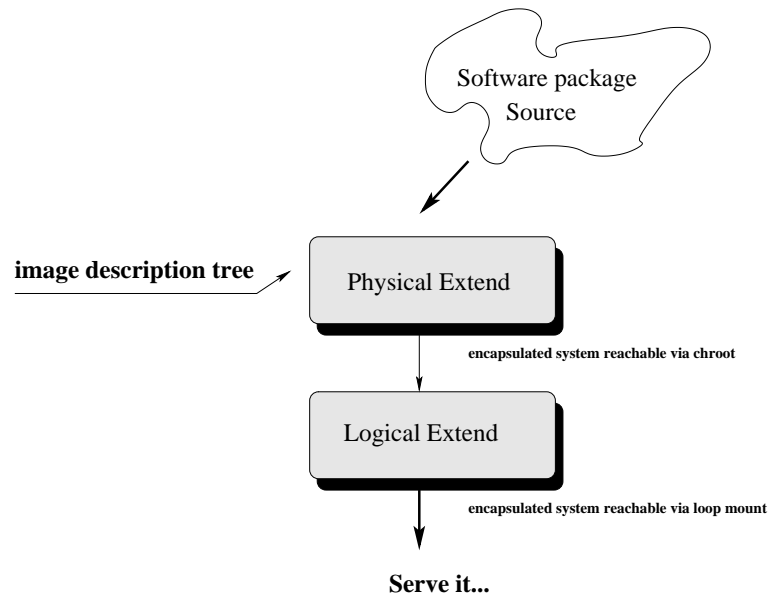 Software package
Source
image description tree
Physical Extend
encapsulated system reachable via chroot
Logical Extend
encapsulated system reachable via loop mount
Serve it...